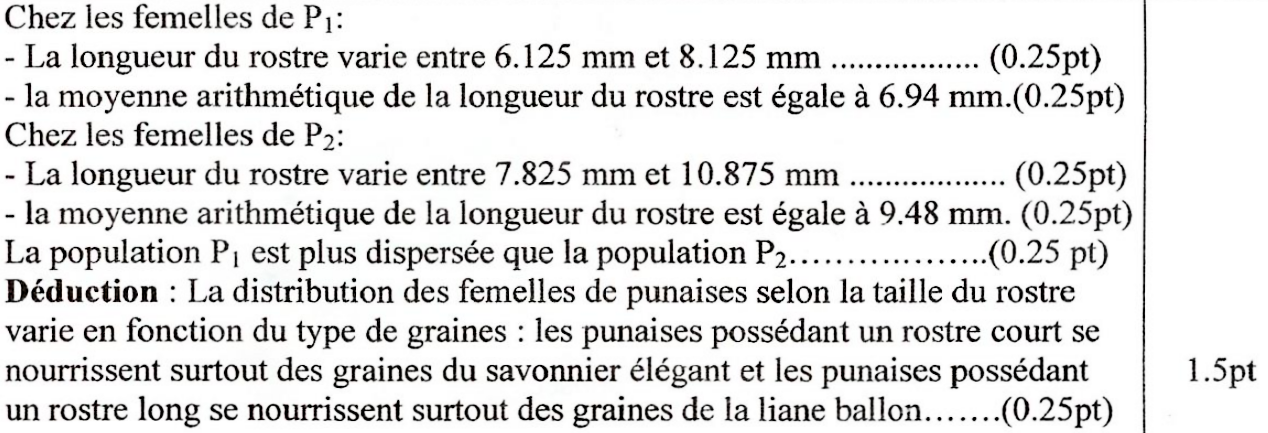 Chez les femelles de P₁:
- La longueur du rostre varie entre 6.125 mm et 8.125 mm ................. (0.25pt)
- la moyenne arithmétique de la longueur du rostre est égale à 6.94 mm.(0.25pt)
Chez les femelles de P₂:
- La longueur du rostre varie entre 7.825 mm et 10.875 mm .................. (0.25pt)
- la moyenne arithmétique de la longueur du rostre est égale à 9.48 mm. (0.25pt)
La population P₁ est plus dispersée que la population P₂...................(0.25 pt)
Déduction : La distribution des femelles de punaises selon la taille du rostre
varie en fonction du type de graines : les punaises possédant un rostre court se
nourrissent surtout des graines du savonnier élégant et les punaises possédant 1.5pt
un rostre long se nourrissent surtout des graines de la liane ballon.......(0.25pt)